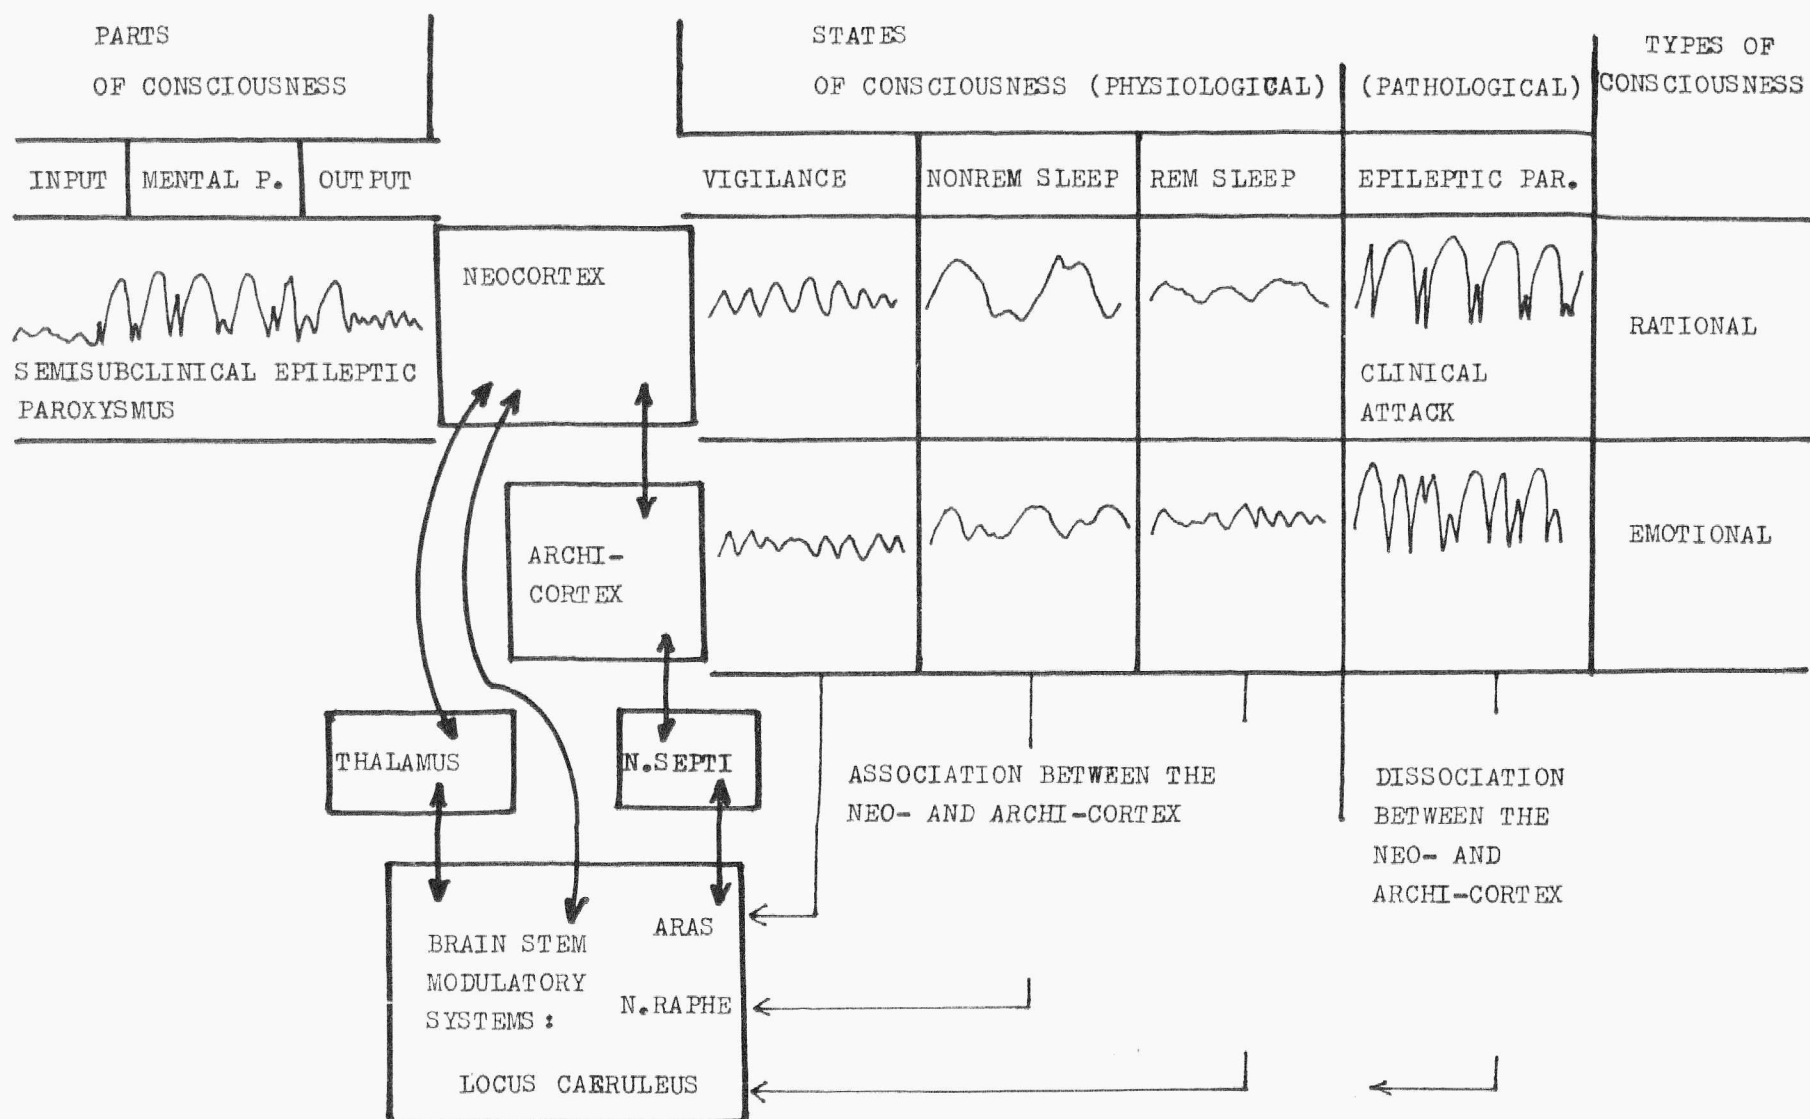 PARTS
OF CONSCIOUSNESS
STATES
OF CONSCIOUSNESS (PHYSIOLOGICAL)
(PATHOLOGICAL)
TYPES OF
CONSCIOUSNESS
INPUT
MENTAL P.
OUTPUT
VIGILANCE
NONREM SLEEP
REM SLEEP
EPILEPTIC PAR.
SEMISUBCLINICAL EPILEPTIC
PAROXYSMUS
NEOCORTEX
CLINICAL
ATTACK
RATIONAL
ARCHI-
CORTEX
EMOTIONAL
THALAMUS
N.SEPTI
ASSOCIATION BETWEEN THE
NEO- AND ARCHI-CORTEX
DISSOCIATION
BETWEEN THE
NEO- AND
ARCHI-CORTEX
BRAIN STEM
MODULATORY
SYSTEMS:
ARAS
N.RAPHE
LOCUS CAERULEUS